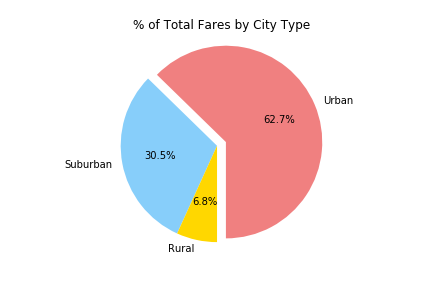 % of Total Fares by City Type
Urban
62.7%
30.5%
Suburban
6.8%
Rural